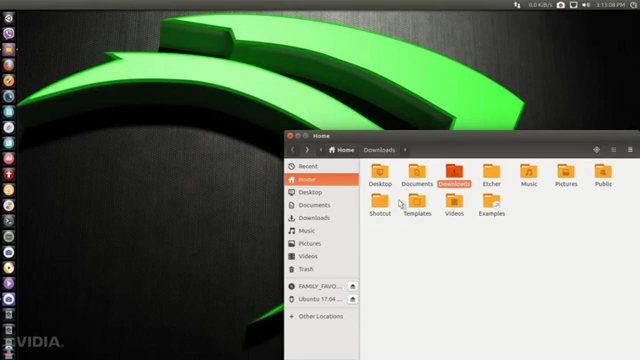 0.0 KiB/s 3:13:08 PM
Home
Home Downloads
Recent
Home
Desktop
Documents
Downloads
Music
Pictures
Videos
Trash
FAMILY_FAVO...
Ubuntu 17.04 ...
Other Locations
Desktop Documents Downloads Etcher Music Pictures Public
Shotcut Templates Videos Examples
NVIDIA.